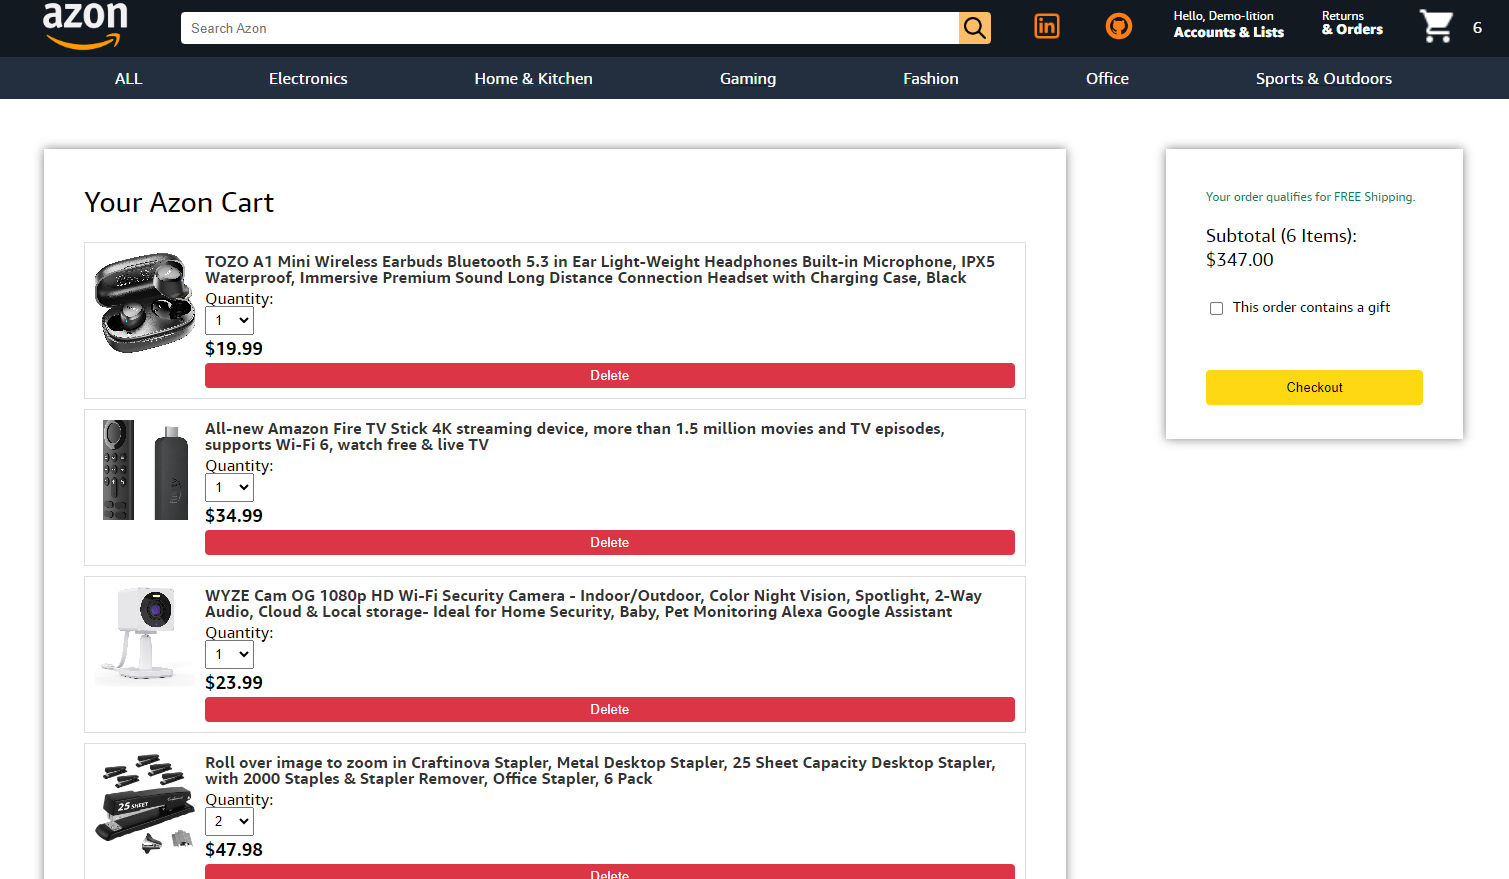 azon
Search Azon
Hello, Demo-lition
Accounts & Lists
Returns
& Orders
6
ALL
Electronics
Home & Kitchen
Gaming
Fashion
Office
Sports & Outdoors
Your Azon Cart
TOZO A1 Mini Wireless Earbuds Bluetooth 5.3 in Ear Light-Weight Headphones Built-in Microphone, IPX5
Waterproof, Immersive Premium Sound Long Distance Connection Headset with Charging Case, Black
Quantity:
1
$19.99
Delete
All-new Amazon Fire TV Stick 4K streaming device, more than 1.5 million movies and TV episodes,
supports Wi-Fi 6, watch free & live TV
Quantity:
1
$34.99
Delete
WYZE Cam OG 1080p HD Wi-Fi Security Camera - Indoor/Outdoor, Color Night Vision, Spotlight, 2-Way
Audio, Cloud & Local storage- Ideal for Home Security, Baby, Pet Monitoring Alexa Google Assistant
Quantity:
1
$23.99
Delete
25 SHEET
Roll over image to zoom in Craftinova Stapler, Metal Desktop Stapler, 25 Sheet Capacity Desktop Stapler,
with 2000 Staples & Stapler Remover, Office Stapler, 6 Pack
Quantity:
2
$47.98
Delete
Your order qualifies for FREE Shipping.
Subtotal (6 Items):
$347.00
This order contains a gift
Checkout